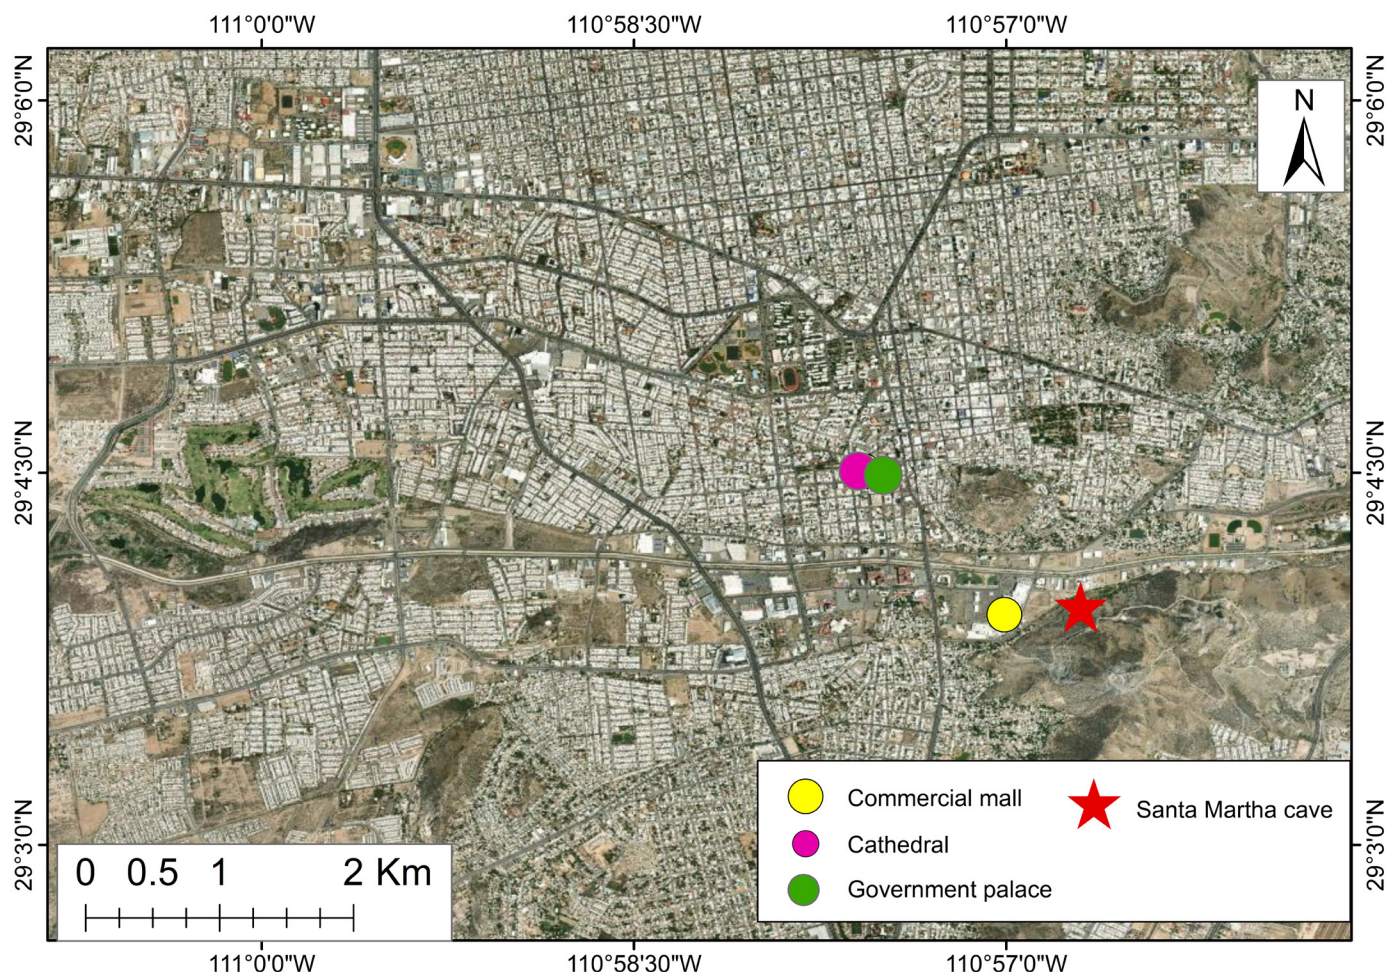 111°0'0"W 110°58'30"W 110°57'0"W
29°6'0"N
29°6'0"N
N
29°4'30"N
29°4'30"N
Commercial mall
Santa Martha cave
Cathedral
Government palace
29°3'0"N
29°3'0"N
0 0.5 1 2 Km
111°0'0"W 110°58'30"W 110°57'0"W